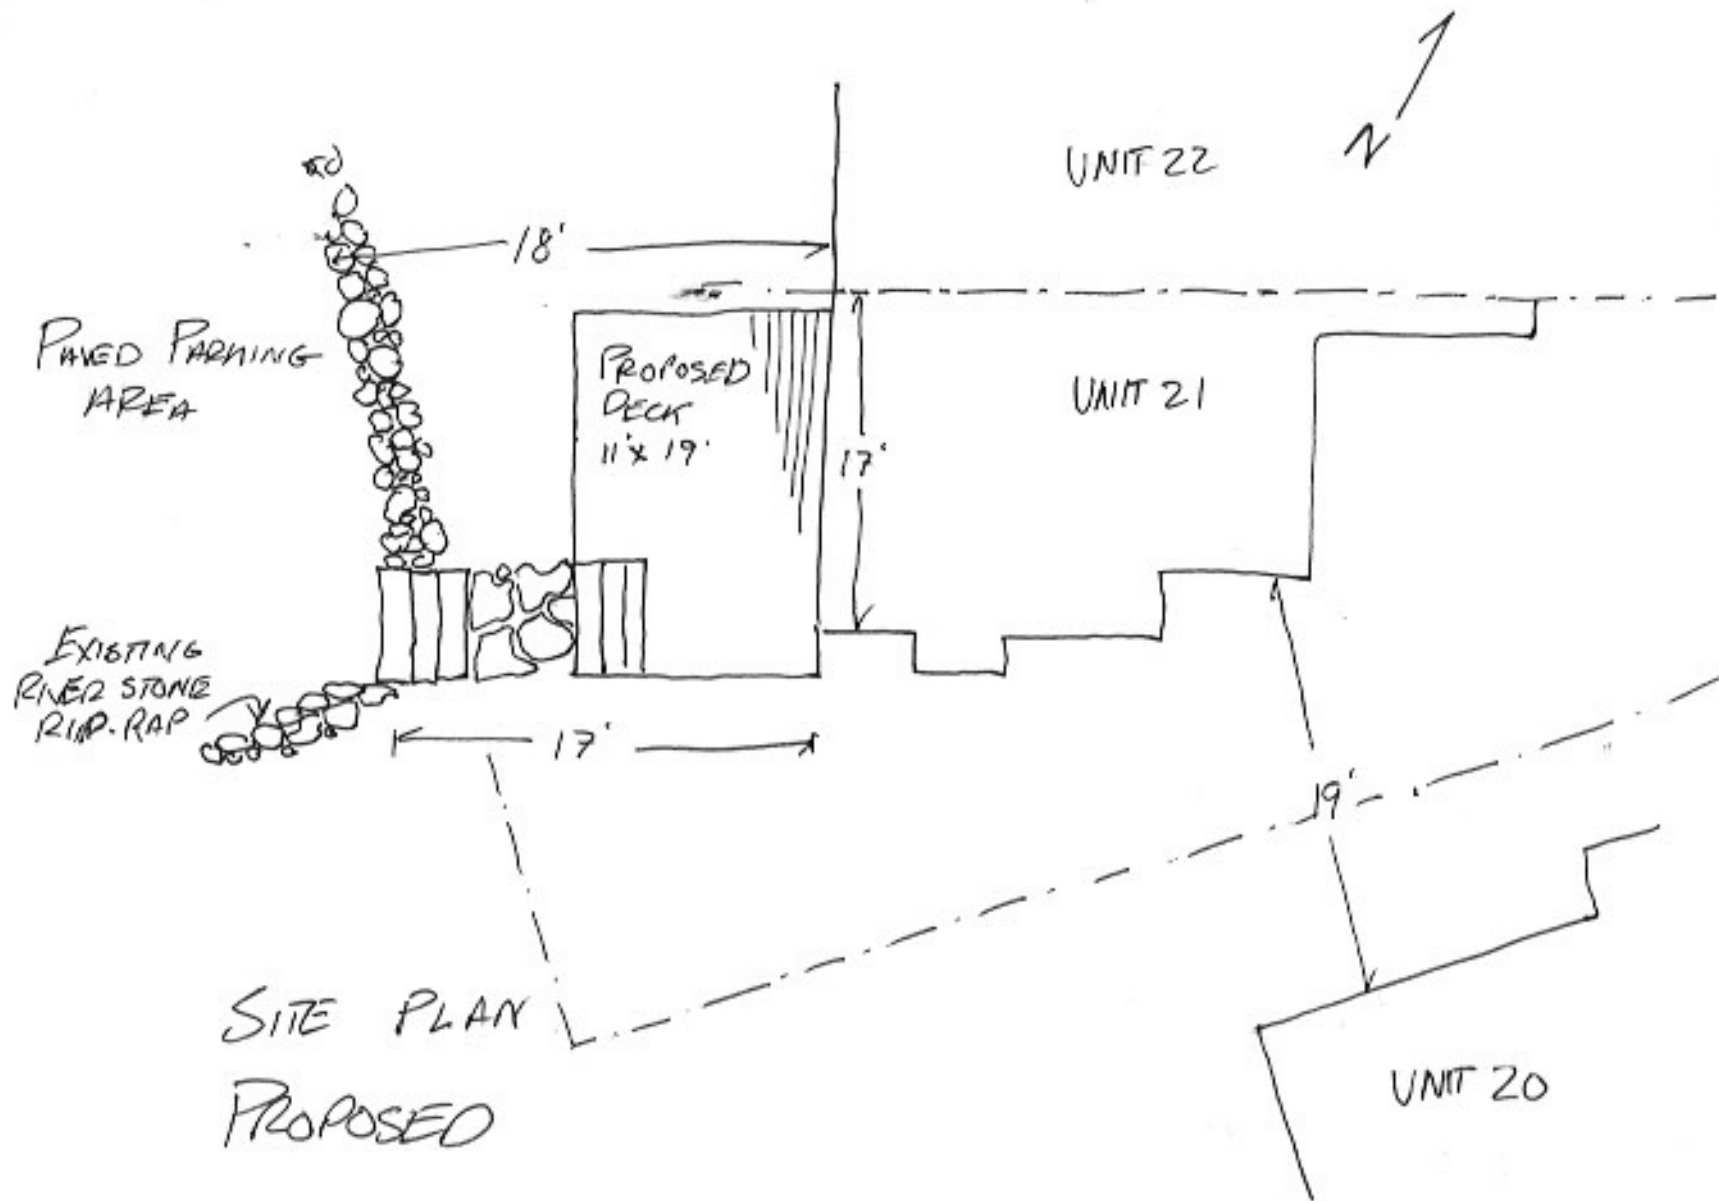 N
UNIT 22
18'
PAVED PARKING
AREA
PROPOSED
DECK
11' x 19'
UNIT 21
17'
EXISTING
RIVER STONE
RIP-RAP
17'
19'
SITE PLAN
PROPOSED
UNIT 20